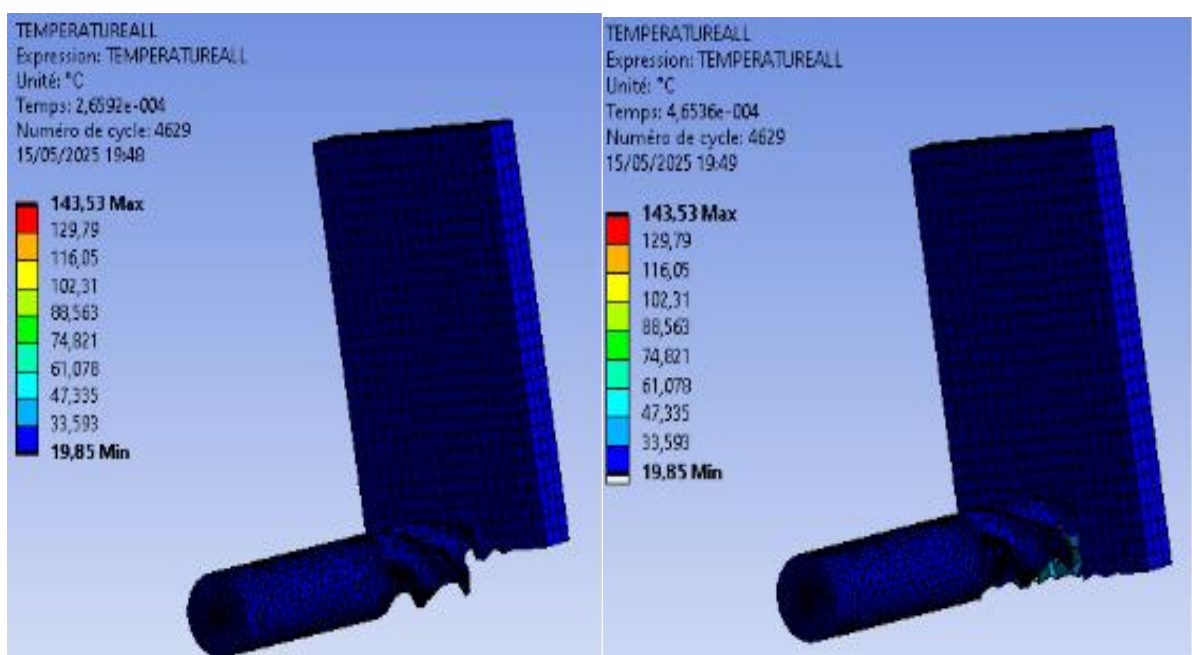 TEMPERATUREALL
Expression: TEMPERATUREALL
Unité: °C
Temps: 2,6592e-004
Numéro de cycle: 4629
15/05/2025 19:48
143,53 Max
129,79
116,05
102,31
88,563
74,821
61,078
47,335
33,593
19,85 Min
TEMPERATUREALL
Expression: TEMPERATUREALL
Unité: °C
Temps: 4,6536e-004
Numéro de cycle: 4629
15/05/2025 19:49
143,53 Max
129,79
116,05
102,31
88,563
74,821
61,078
47,335
33,593
19,85 Min